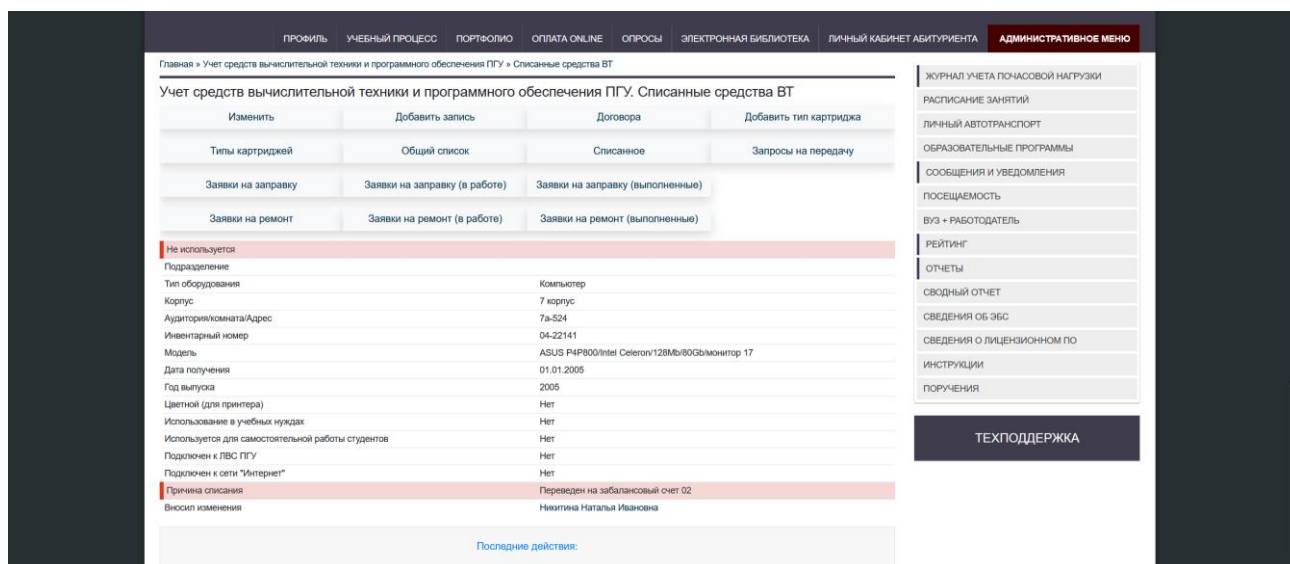 ПРОФИЛЬ УЧЕБНЫЙ ПРОЦЕСС ПОРТФОЛИО ОПЛАТА ONLINE ОПРОСЫ ЭЛЕКТРОННАЯ БИБЛИОТЕКА ЛИЧНЫЙ КАБИНЕТ АБИТУРИЕНТА АДМИНИСТРАТИВНОЕ МЕНЮ
Главная » Учет средств вычислительной техники и программного обеспечения ПГУ » Списанные средства ВТ
Учет средств вычислительной техники и программного обеспечения ПГУ. Списанные средства ВТ
Изменить Добавить запись Договора Добавить тип картриджа
Типы картриджей Общий список Списанное Запросы на передачу
Заявки на заправку Заявки на заправку (в работе) Заявки на заправку (выполненные)
Заявки на ремонт Заявки на ремонт (в работе) Заявки на ремонт (выполненные)
Не используется
Подразделение
Тип оборудования Компьютер
Корпус 7 корпус
Аудитория/комната/Адрес 7а-524
Инвентарный номер 04-22141
Модель ASUS P4P800/Intel Celeron/128Mb/80Gb/монитор 17
Дата получения 01.01.2005
Год выпуска 2005
Цветной (для принтера) Нет
Использование в учебных нуждах Нет
Используется для самостоятельной работы студентов Нет
Подключен к ЛВС ПГУ Нет
Подключен к сети "Интернет" Нет
Причина списания Переведен на забалансовый счет 02
Вносил изменения Никитина Наталья Ивановна
Последние действия:
ЖУРНАЛ УЧЕТА ПОЧАСОВОЙ НАГРУЗКИ
РАСПИСАНИЕ ЗАНЯТИЙ
ЛИЧНЫЙ АВТОТРАНСПОРТ
ОБРАЗОВАТЕЛЬНЫЕ ПРОГРАММЫ
СООБЩЕНИЯ И УВЕДОМЛЕНИЯ
ПОСЕЩАЕМОСТЬ
ВУЗ + РАБОТОДАТЕЛЬ
РЕЙТИНГ
ОТЧЕТЫ
СВОДНЫЙ ОТЧЕТ
СВЕДЕНИЯ ОБ ЭБС
СВЕДЕНИЯ О ЛИЦЕНЗИОННОМ ПО
ИНСТРУКЦИИ
ПОРУЧЕНИЯ
ТЕХПОДДЕРЖКА